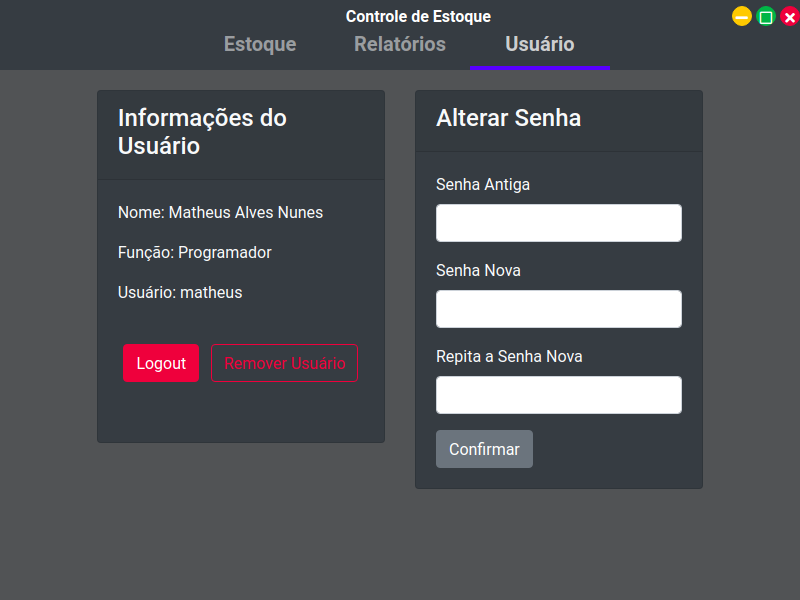 Controle de Estoque
Estoque Relatórios Usuário
Informações do
Usuário
Nome: Matheus Alves Nunes
Função: Programador
Usuário: matheus
Logout Remover Usuário
Alterar Senha
Senha Antiga
Senha Nova
Repita a Senha Nova
Confirmar